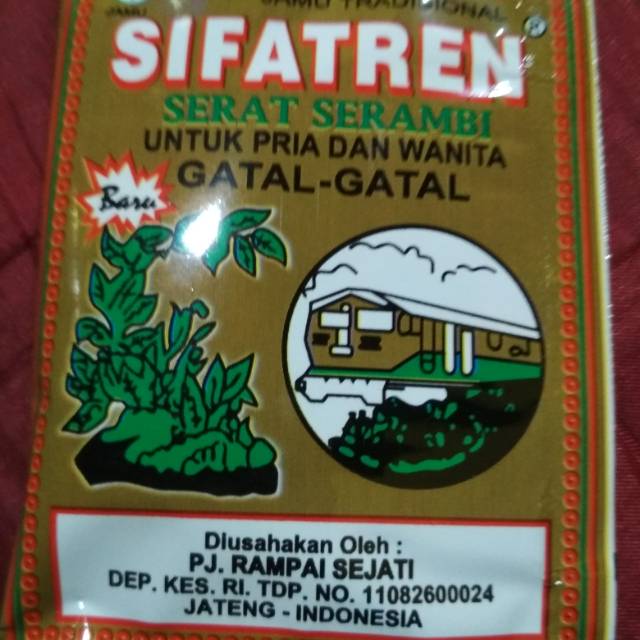 JAMU
JAMU TRADISIONAL
SIFATREN®
SERAT SERAMBI
UNTUK PRIA DAN WANITA
GATAL-GATAL
Baru
Diusahakan Oleh :
PJ. RAMPAI SEJATI
DEP. KES. RI. TDP. NO. 11082600024
JATENG - INDONESIA